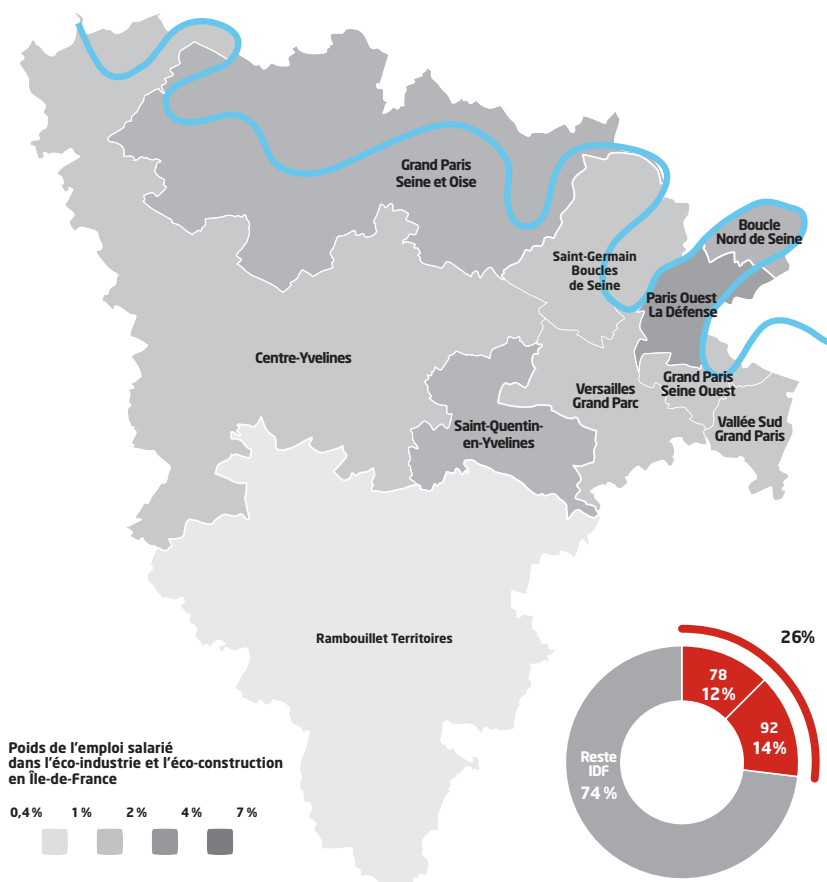 Grand Paris
Seine et Oise
Boucle
Nord de Seine
Saint-Germain
Boucles
de Seine
Paris Ouest
La Défense
Centre-Yvelines
Versailles
Grand Parc
Grand Paris
Seine Ouest
Saint-Quentin-
en-Yvelines
Vallée Sud
Grand Paris
Rambouillet Territoires
26%
78
12%
92
14%
Reste
IDF
74%
Poids de l'emploi salarié
dans l'éco-industrie et l'éco-construction
en Île-de-France
0,4% 1% 2% 4% 7%